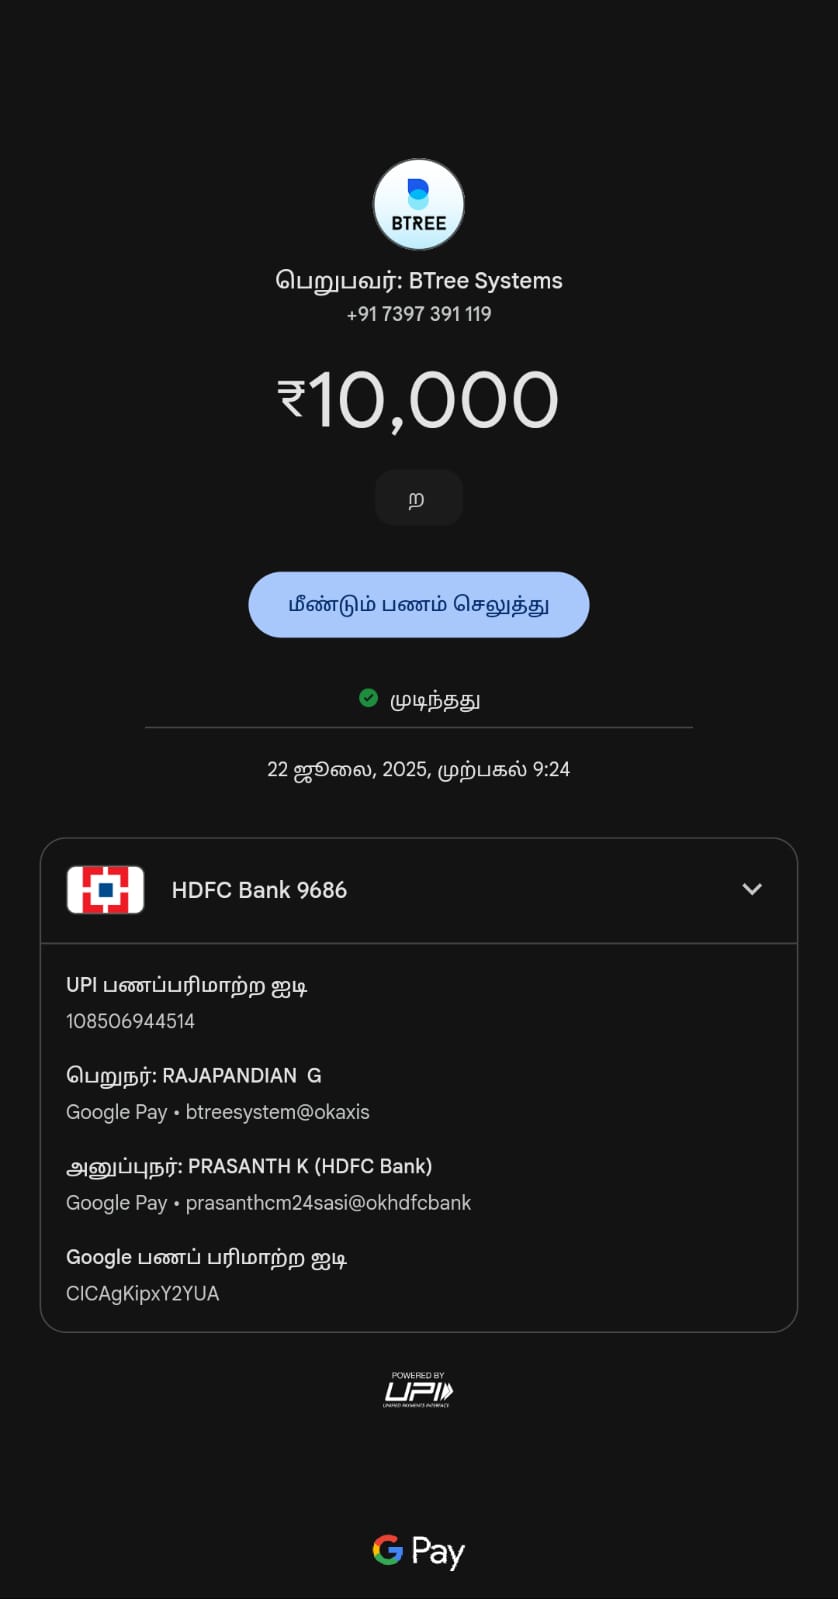 BTREE
பெறுபவர்: BTree Systems
+91 7397 391 119
₹10,000
ற
மீண்டும் பணம் செலுத்து
முடிந்தது
22 ஜூலை, 2025, முற்பகல் 9:24
HDFC Bank 9686
UPI பணப்பரிமாற்ற ஐடி
108506944514
பெறுநர்: RAJAPANDIAN G
Google Pay • btreesystem@okaxis
அனுப்புநர்: PRASANTH K (HDFC Bank)
Google Pay • prasanthcm24sasi@okhdfcbank
Google பணப் பரிமாற்ற ஐடி
CICAgKipxY2YUA
POWERED BY
UPI
UNIFIED PAYMENTS INTERFACE
G Pay